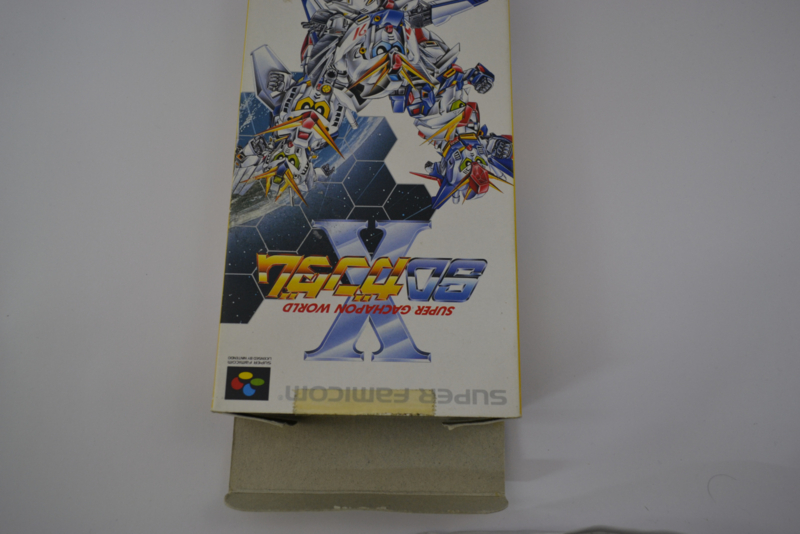 SUPER FAMICOM
SUPER GACHAPON WORLD
SDガンダム
X